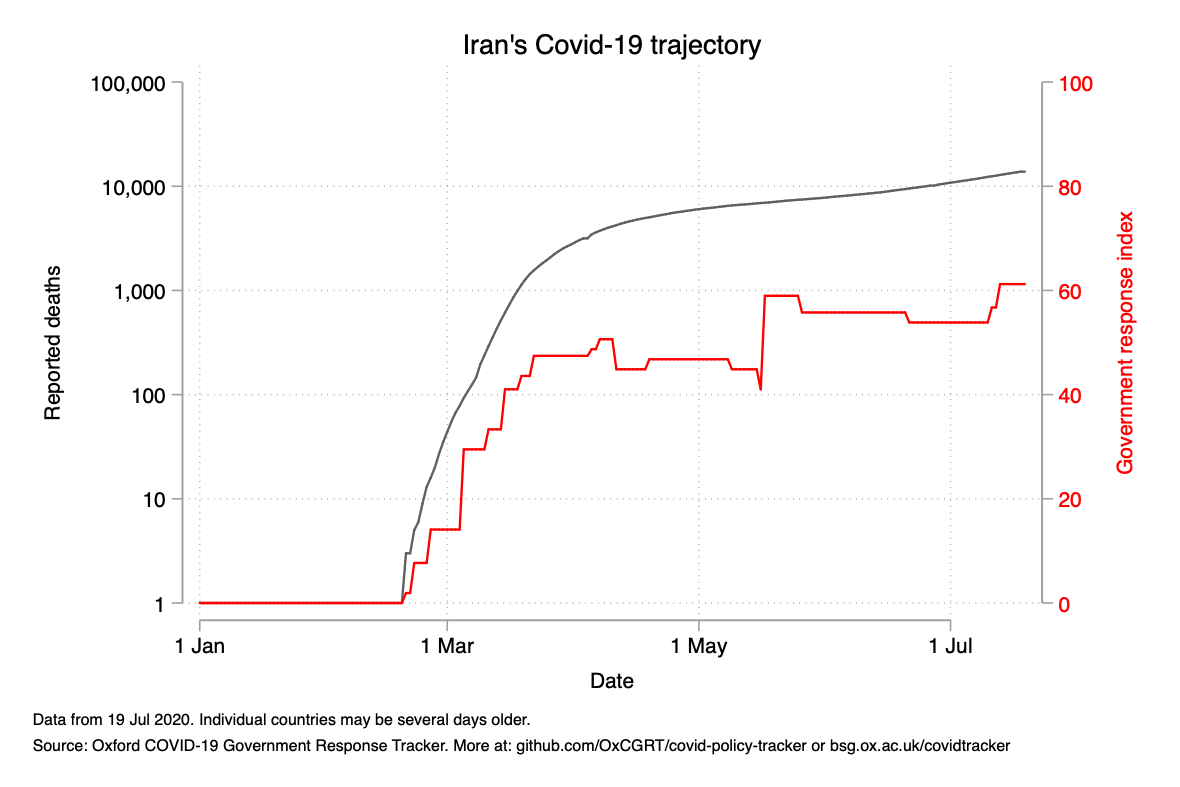 Iran's Covid-19 trajectory
100,000
10,000
1,000
100
10
1
Reported deaths
100
80
60
40
20
0
Government response index
1 Jan
1 Mar
1 May
1 Jul
Date
Data from 19 Jul 2020. Individual countries may be several days older.
Source: Oxford COVID-19 Government Response Tracker. More at: github.com/OxCGRT/covid-policy-tracker or bsg.ox.ac.uk/covidtracker